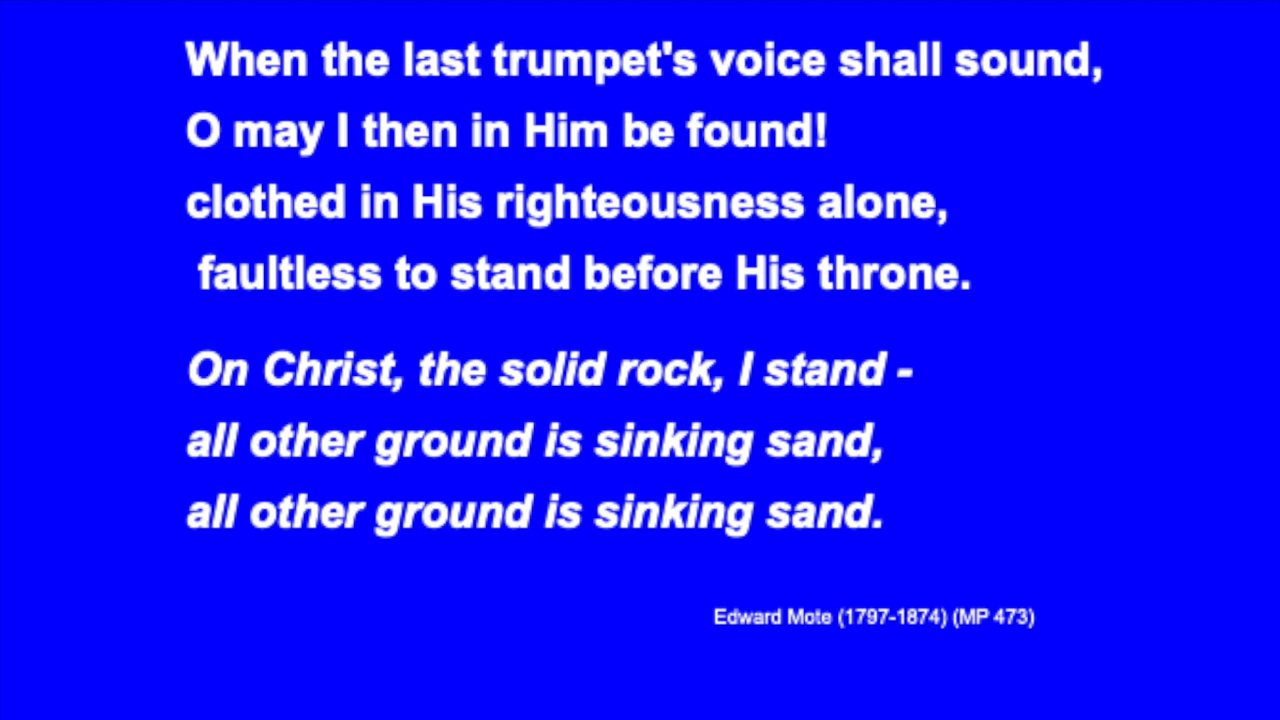 When the last trumpet's voice shall sound,
O may I then in Him be found!
clothed in His righteousness alone,
faultless to stand before His throne.
On Christ, the solid rock, I stand -
all other ground is sinking sand,
all other ground is sinking sand.
Edward Mote (1797-1874) (MP 473)